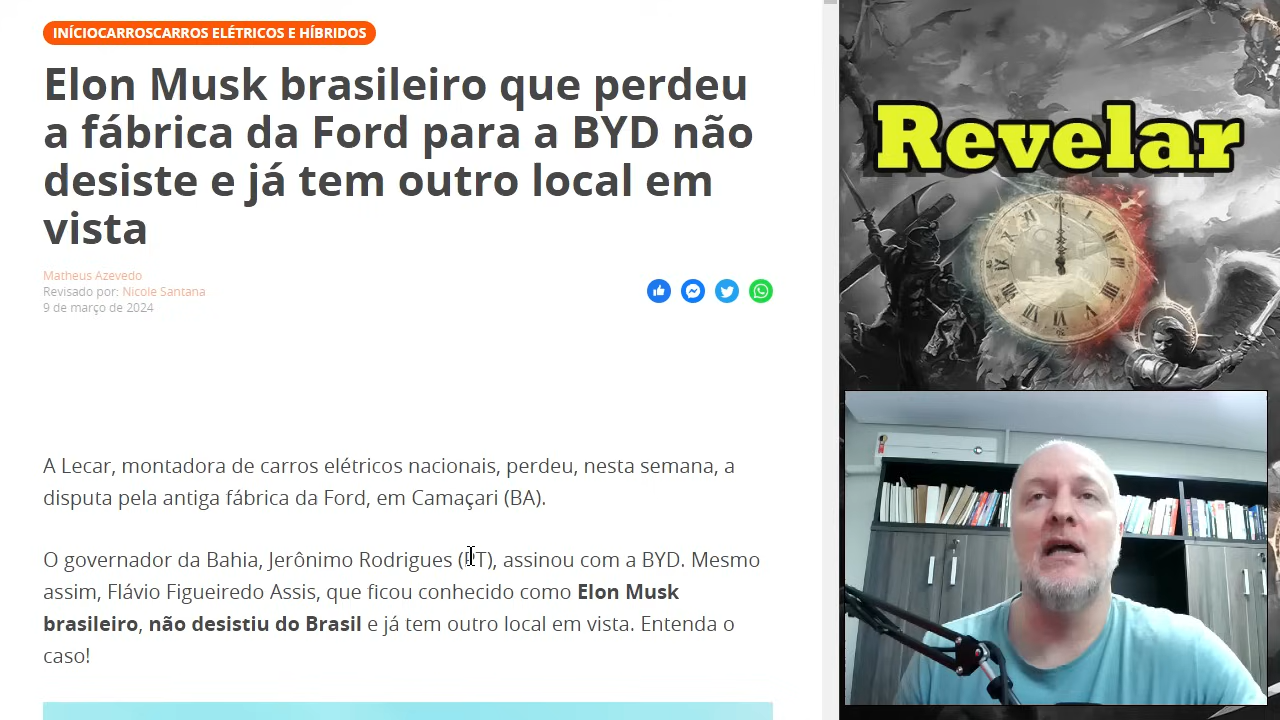 INÍCIOCARROSCARROS ELÉTRICOS E HÍBRIDOS
Elon Musk brasileiro que perdeu
a fábrica da Ford para a BYD não
desiste e já tem outro local em
vista
Matheus Azevedo
Revisado por: Nicole Santana
9 de março de 2024
A Lecar, montadora de carros elétricos nacionais, perdeu, nesta semana, a
disputa pela antiga fábrica da Ford, em Camaçari (BA).
O governador da Bahia, Jerônimo Rodrigues (PT), assinou com a BYD. Mesmo
assim, Flávio Figueiredo Assis, que ficou conhecido como Elon Musk
brasileiro, não desistiu do Brasil e já tem outro local em vista. Entenda o
caso!
Revelar